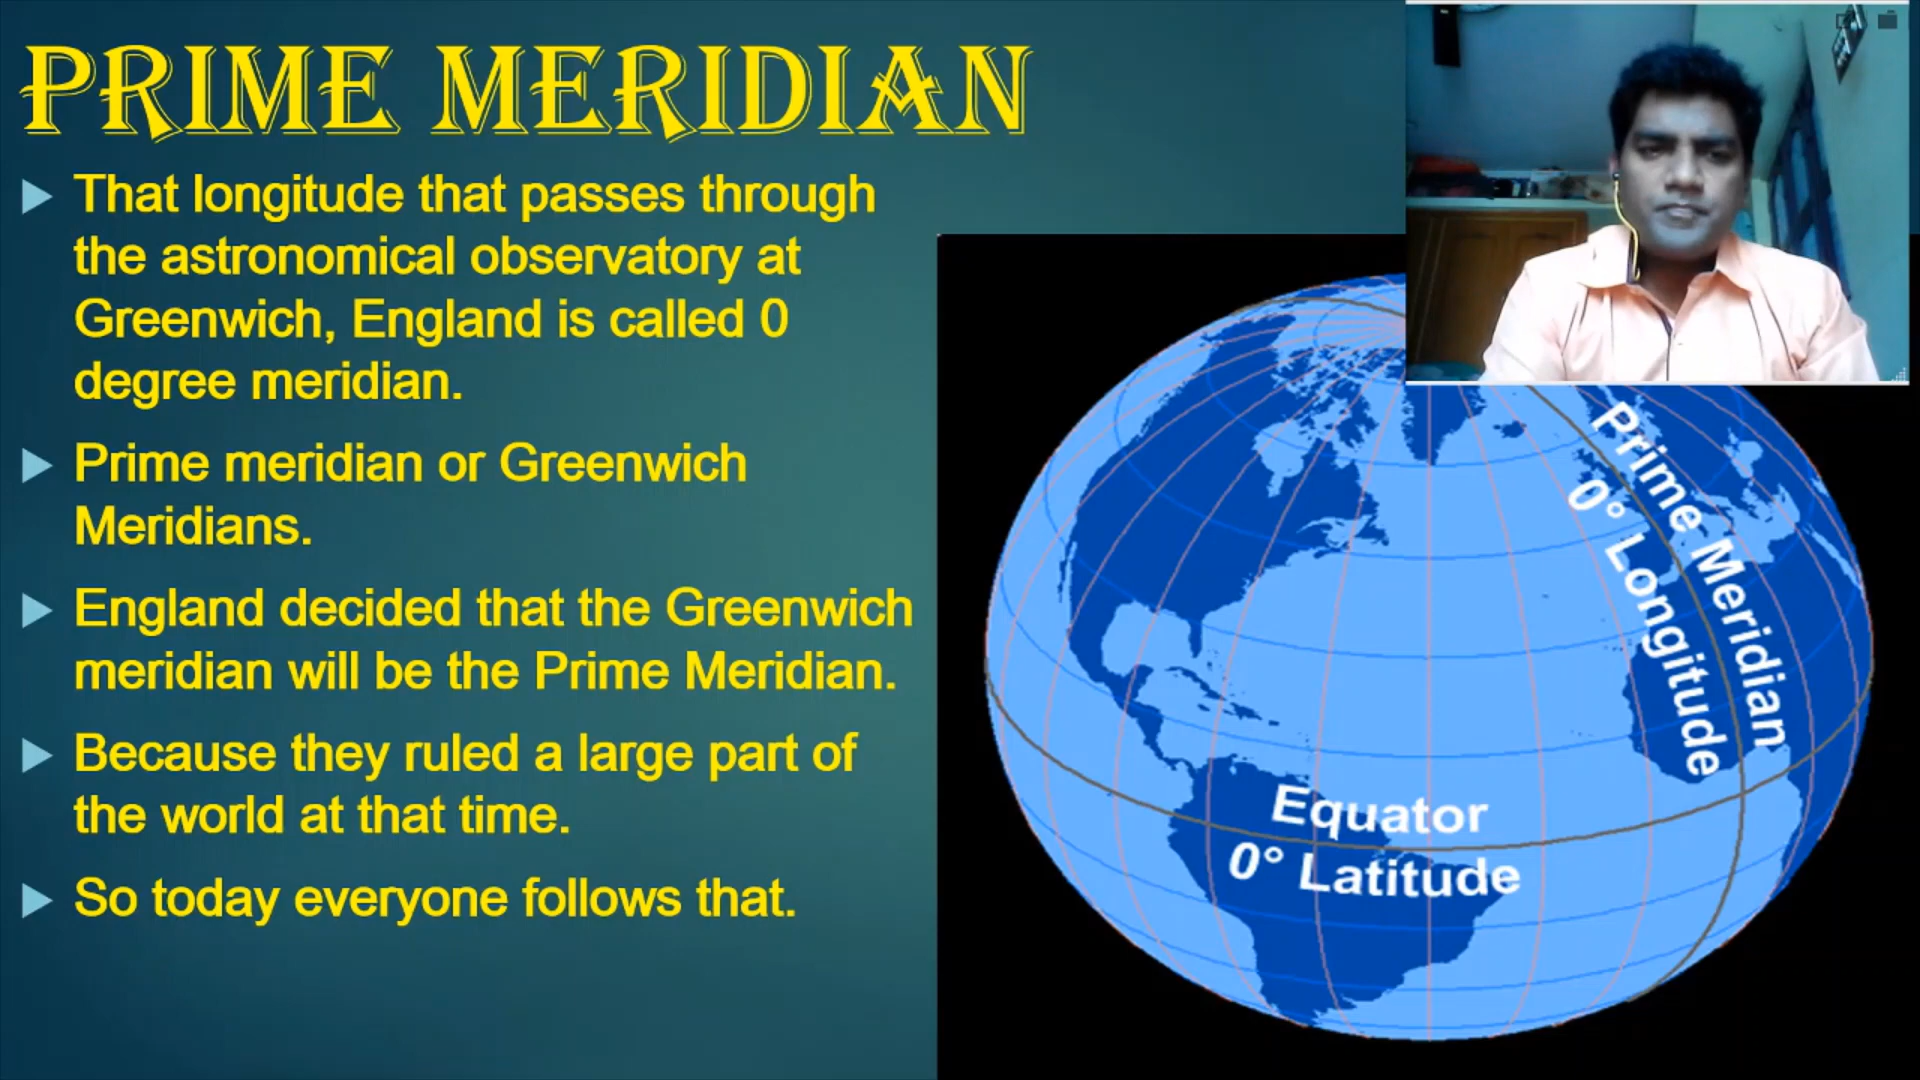 PRIME MERIDIAN
That longitude that passes through
the astronomical observatory at
Greenwich, England is called 0
degree meridian.
Prime meridian or Greenwich
Meridians.
England decided that the Greenwich
meridian will be the Prime Meridian.
Because they ruled a large part of
the world at that time.
So today everyone follows that.
Prime Meridian
0° Longitude
Equator
0° Latitude